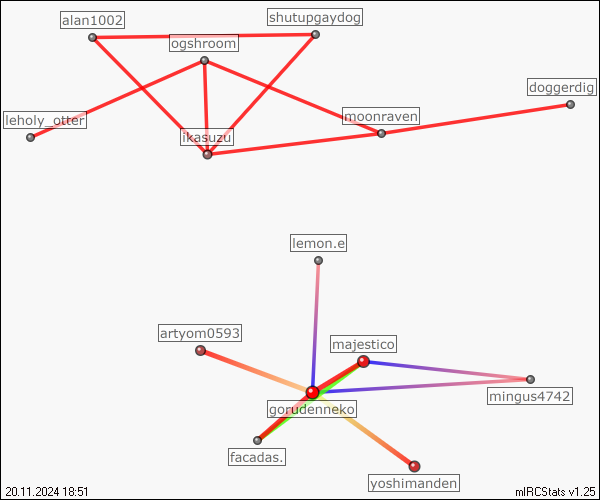 alan1002
shutupgaydog
ogshroom
doggerdig
leholy_otter
moonraven
ikasuzu
lemon.e
artyom0593
majestico
mingus4742
gorudenneko
facadas.
yoshimanden
20.11.2024 18:51
mIRCStats v1.25